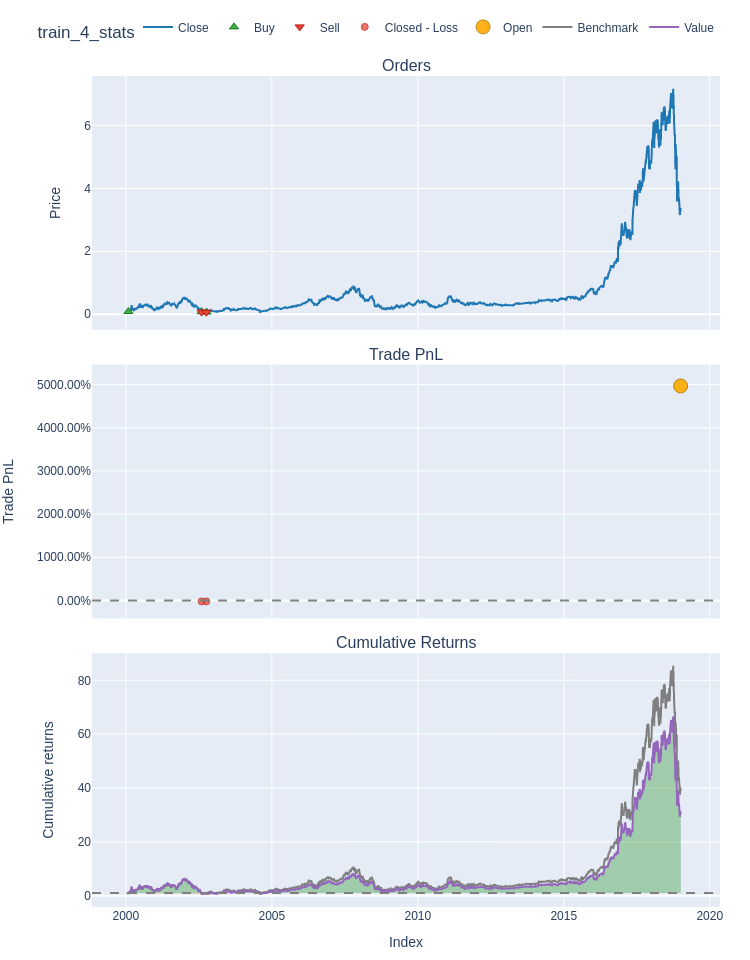 train_4_stats
Close Buy Sell Closed - Loss Open Benchmark Value
Orders
Price
6
4
2
0
Trade PnL
Trade PnL
5000.00%
4000.00%
3000.00%
2000.00%
1000.00%
0.00%
Cumulative Returns
Cumulative returns
80
60
40
20
0
2000 2005 2010 2015 2020
Index